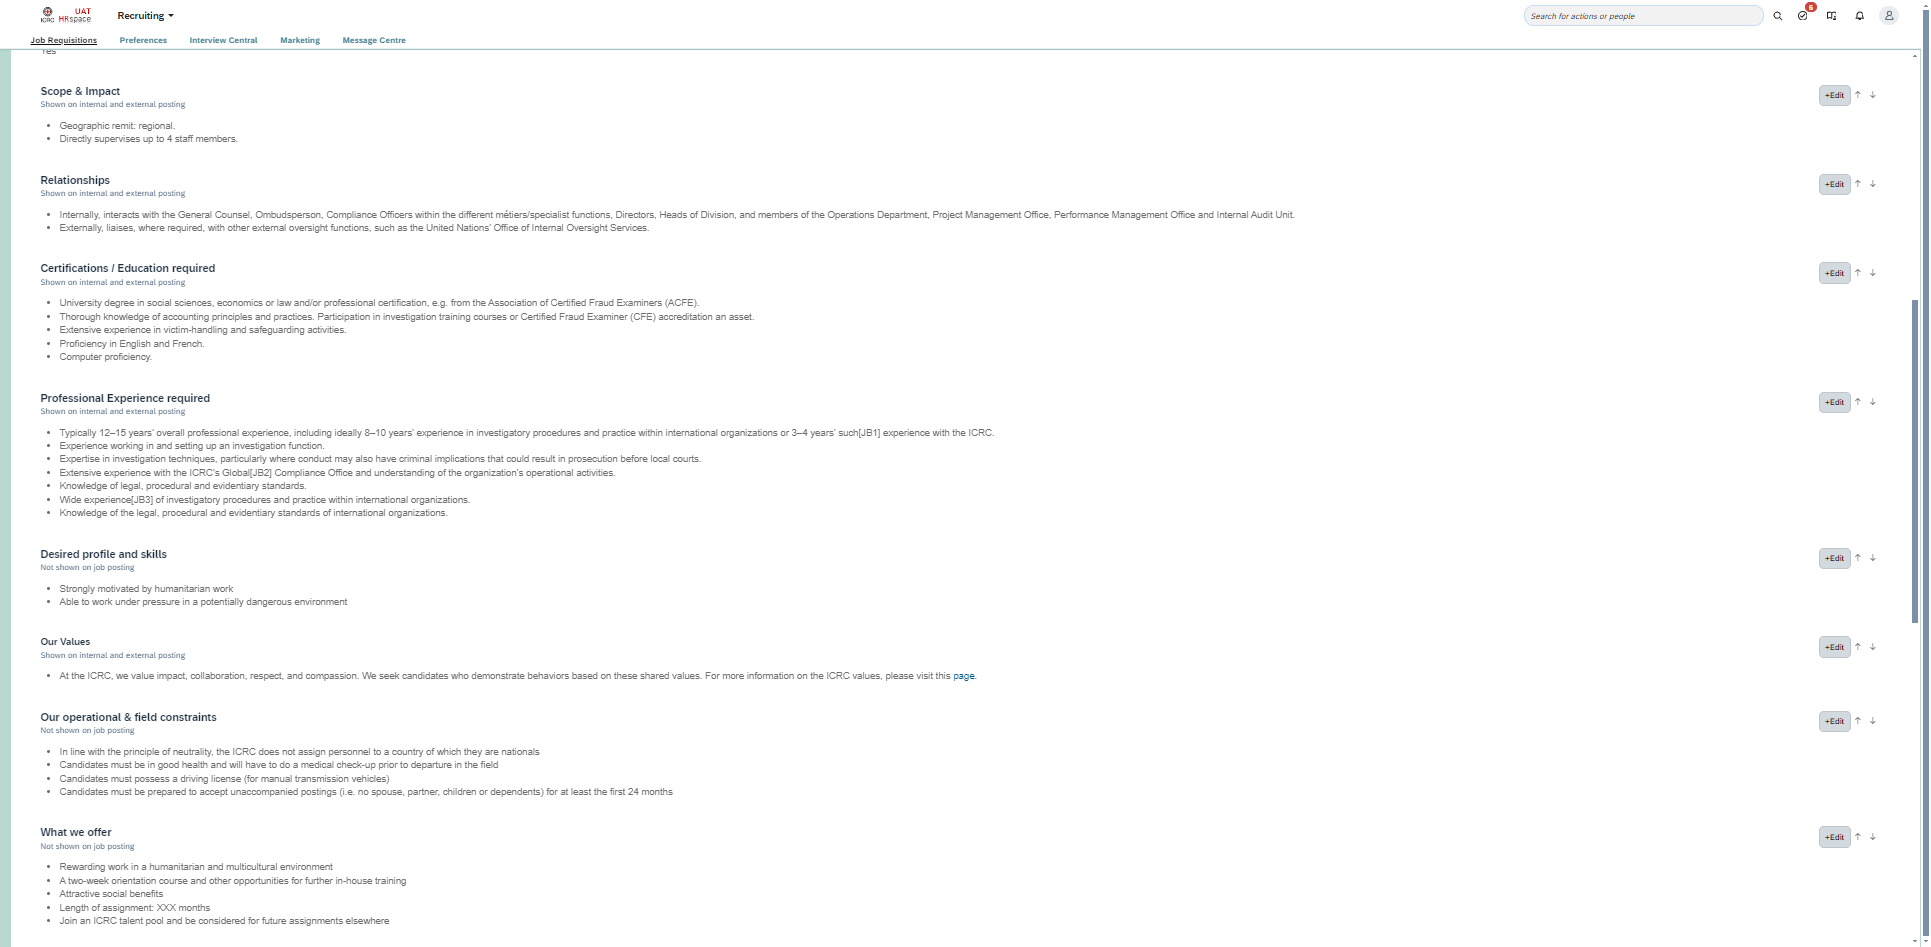 ICRC
UAT
HRspace
Recruiting
Search for actions or people
6
Job Requisitions
Preferences
Interview Central
Marketing
Message Centre
Yes
Scope & Impact
+Edit
Shown on internal and external posting
Geographic remit: regional.
Directly supervises up to 4 staff members.
Relationships
+Edit
Shown on internal and external posting
Internally, interacts with the General Counsel, Ombudsperson, Compliance Officers within the different métiers/specialist functions, Directors, Heads of Division, and members of the Operations Department, Project Management Office, Performance Management Office and Internal Audit Unit.
Externally, liaises, where required, with other external oversight functions, such as the United Nations' Office of Internal Oversight Services.
Certifications / Education required
+Edit
Shown on internal and external posting
University degree in social sciences, economics or law and/or professional certification, e.g. from the Association of Certified Fraud Examiners (ACFE).
Thorough knowledge of accounting principles and practices. Participation in investigation training courses or Certified Fraud Examiner (CFE) accreditation an asset.
Extensive experience in victim-handling and safeguarding activities.
Proficiency in English and French.
Computer proficiency.
Professional Experience required
+Edit
Shown on internal and external posting
Typically 12–15 years' overall professional experience, including ideally 8–10 years' experience in investigatory procedures and practice within international organizations or 3–4 years' such[JB1] experience with the ICRC.
Experience working in and setting up an investigation function.
Expertise in investigation techniques, particularly where conduct may also have criminal implications that could result in prosecution before local courts.
Extensive experience with the ICRC's Global[JB2] Compliance Office and understanding of the organization's operational activities.
Knowledge of legal, procedural and evidentiary standards.
Wide experience[JB3] of investigatory procedures and practice within international organizations.
Knowledge of the legal, procedural and evidentiary standards of international organizations.
Desired profile and skills
+Edit
Not shown on job posting
Strongly motivated by humanitarian work
Able to work under pressure in a potentially dangerous environment
Our Values
+Edit
Shown on internal and external posting
At the ICRC, we value impact, collaboration, respect, and compassion. We seek candidates who demonstrate behaviors based on these shared values. For more information on the ICRC values, please visit this page.
Our operational & field constraints
+Edit
Not shown on job posting
In line with the principle of neutrality, the ICRC does not assign personnel to a country of which they are nationals
Candidates must be in good health and will have to do a medical check-up prior to departure in the field
Candidates must possess a driving license (for manual transmission vehicles)
Candidates must be prepared to accept unaccompanied postings (i.e. no spouse, partner, children or dependents) for at least the first 24 months
What we offer
+Edit
Not shown on job posting
Rewarding work in a humanitarian and multicultural environment
A two-week orientation course and other opportunities for further in-house training
Attractive social benefits
Length of assignment: XXX months
Join an ICRC talent pool and be considered for future assignments elsewhere